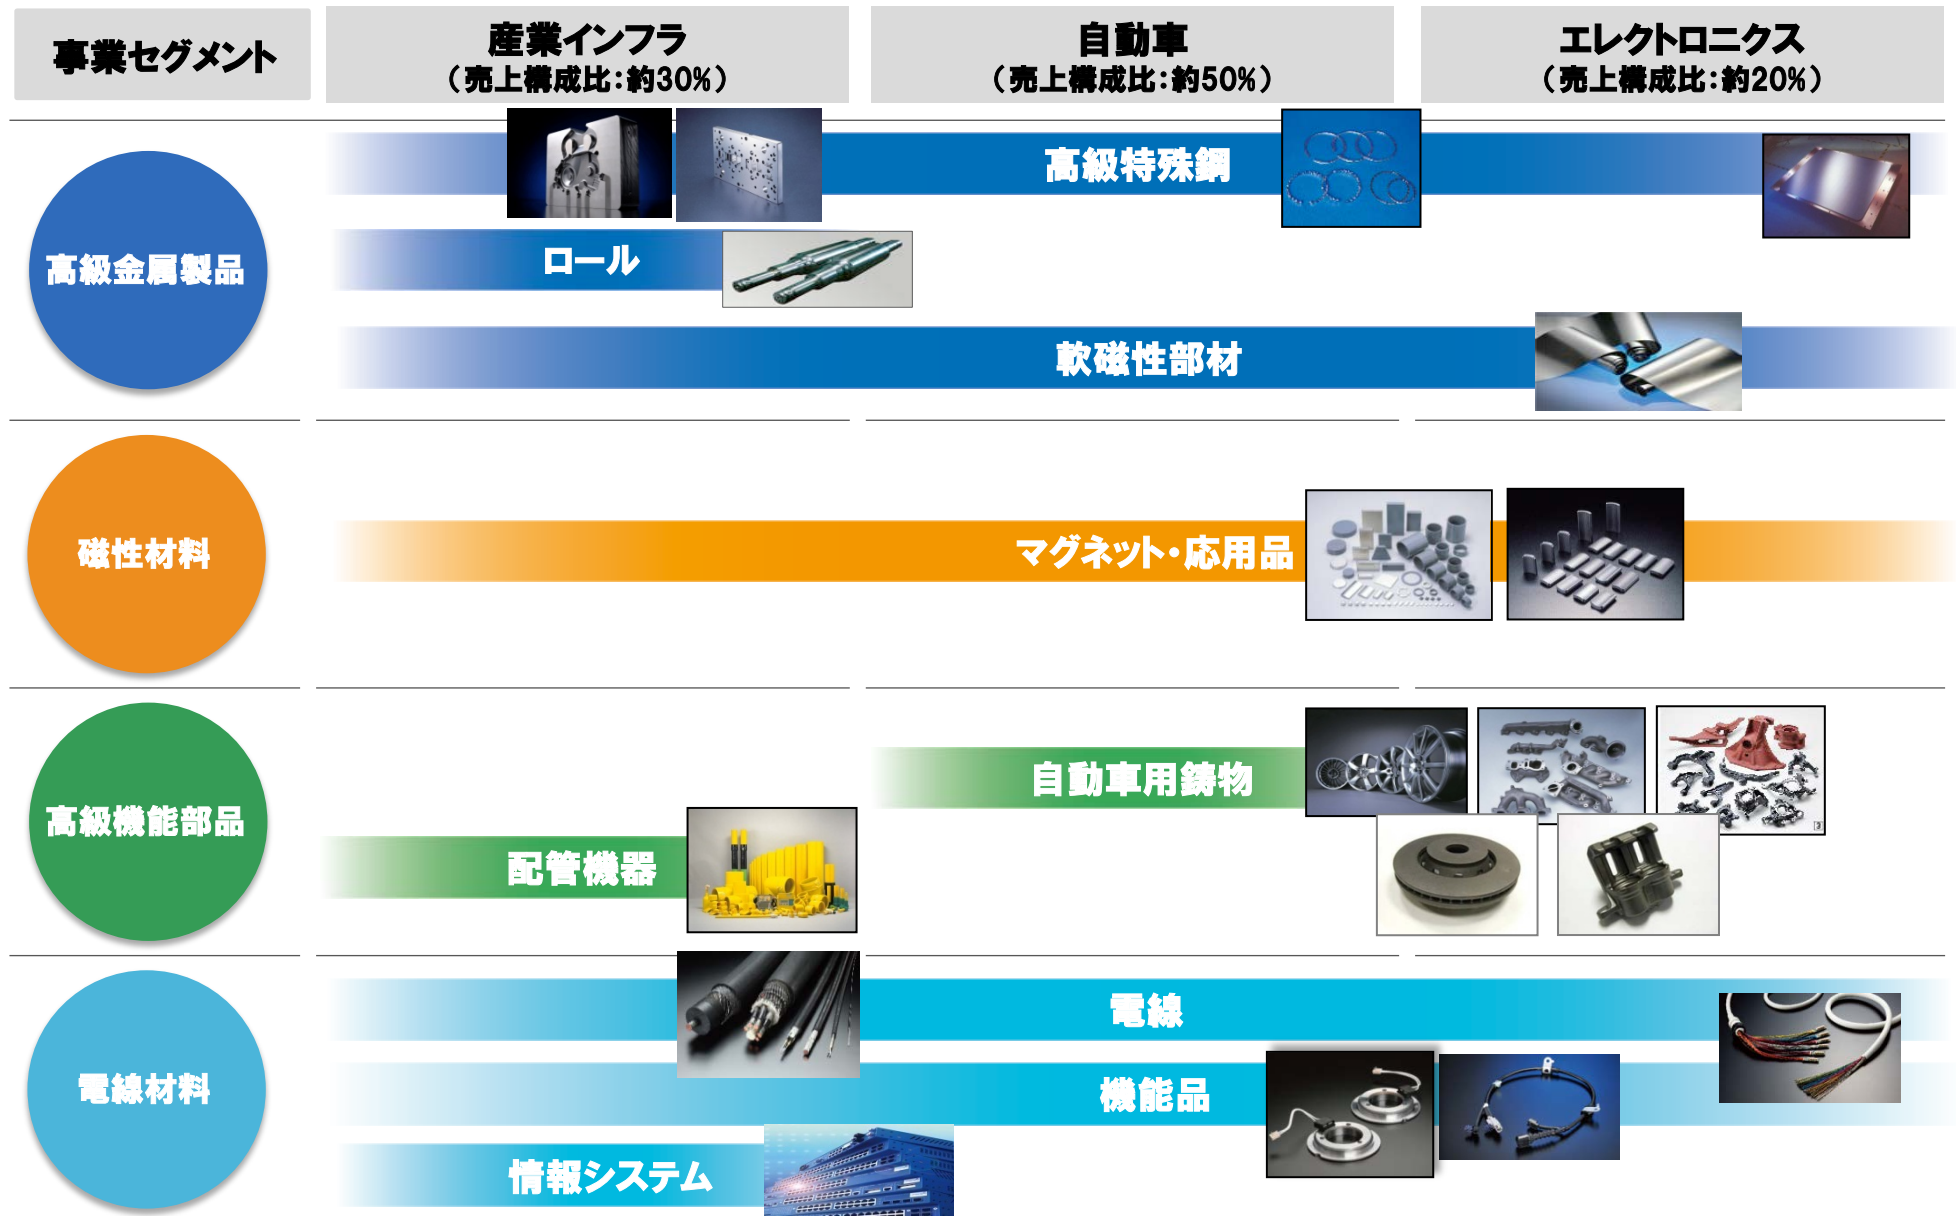 事業セグメント
産業インフラ
（売上構成比：約30%）
自動車
（売上構成比：約50%）
エレクトロニクス
（売上構成比：約20%）
高級金属製品
高級特殊鋼
ロール
軟磁性部材
磁性材料
マグネット・応用品
高級機能部品
自動車用鋳物
配管機器
電線材料
電線
機能品
情報システム